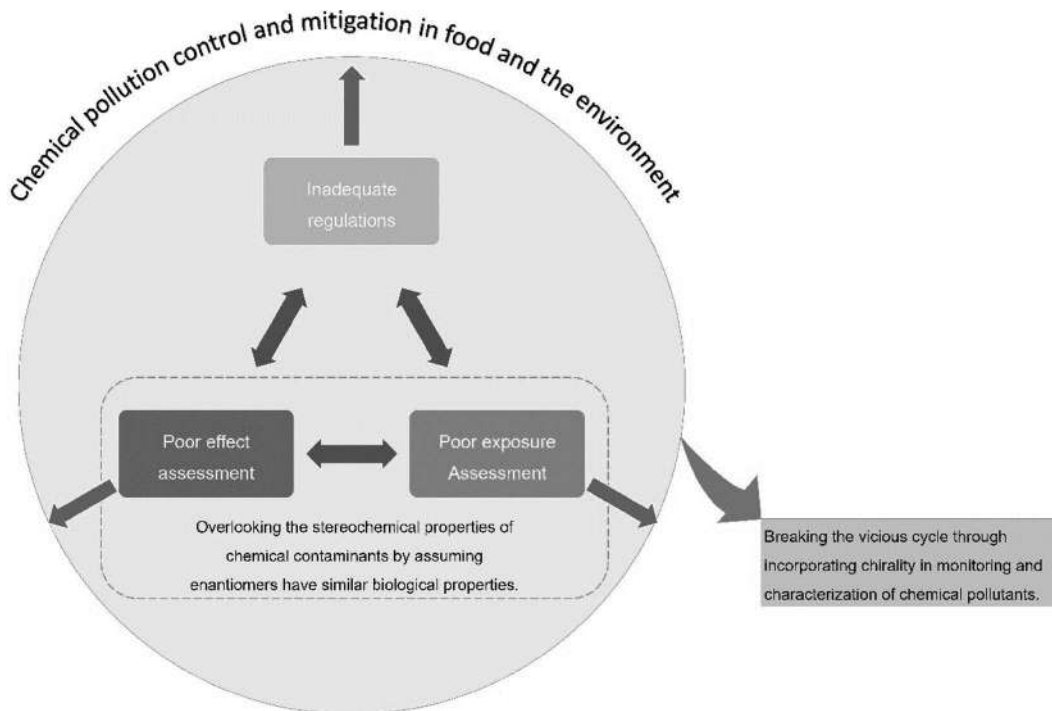 Chemical pollution control and mitigation in food and the environment
Inadequate
regulations
Poor effect
assessment
Poor exposure
Assessment
Overlooking the stereochemical properties of
chemical contaminants by assuming
enantiomers have similar biological properties.
Breaking the vicious cycle through
incorporating chirality in monitoring and
characterization of chemical pollutants.